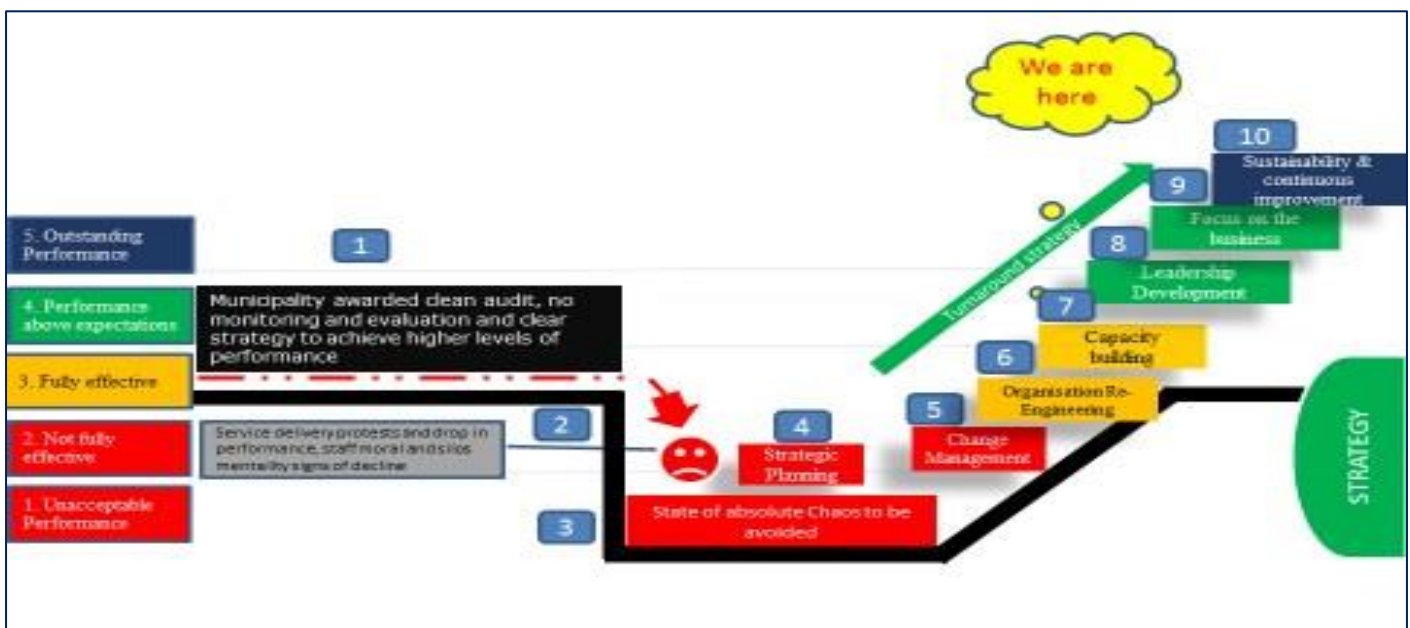 We are
here
10
Sustainability &
continuous
improvement
9
Focus on the
business
8
Leadership
Development
7
Capacity
building
6
Organisation Re-
Engineering
5
Change
Management
4
Strategic
Planning
Turnaround strategy
1
5. Outstanding
Performance
4. Performance
above expectations
3. Fully effective
2. Not fully
effective
1. Unacceptable
Performance
Municipality awarded clean audit, no
monitoring and evaluation and clear
strategy to achieve higher levels of
performance
2
Service delivery protests and drop in
performance, staff moral and silos
mentality signs of decline
3
State of absolute Chaos to be
avoided
STRATEGY